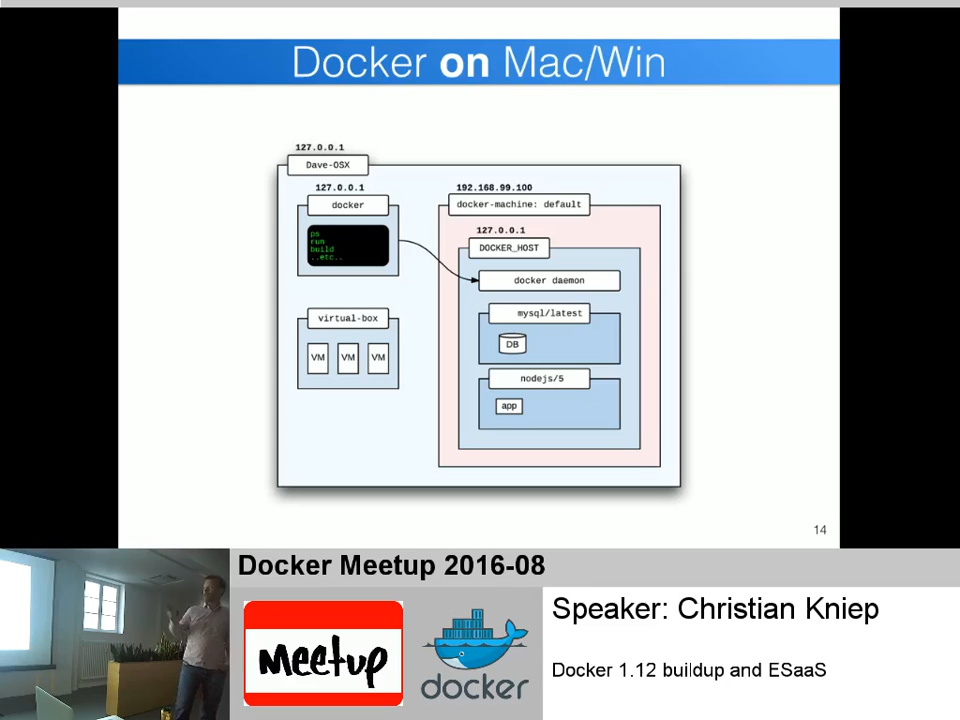 Docker on Mac/Win
127.0.0.1
Dave-OSX
127.0.0.1
docker
ps
run
build
..etc..
virtual-box
VM VM VM
192.168.99.100
docker-machine: default
127.0.0.1
DOCKER_HOST
docker daemon
mysql/latest
DB
nodejs/5
app
14
Docker Meetup 2016-08
Meetup
docker
Speaker: Christian Kniep
Docker 1.12 buildup and ESaaS